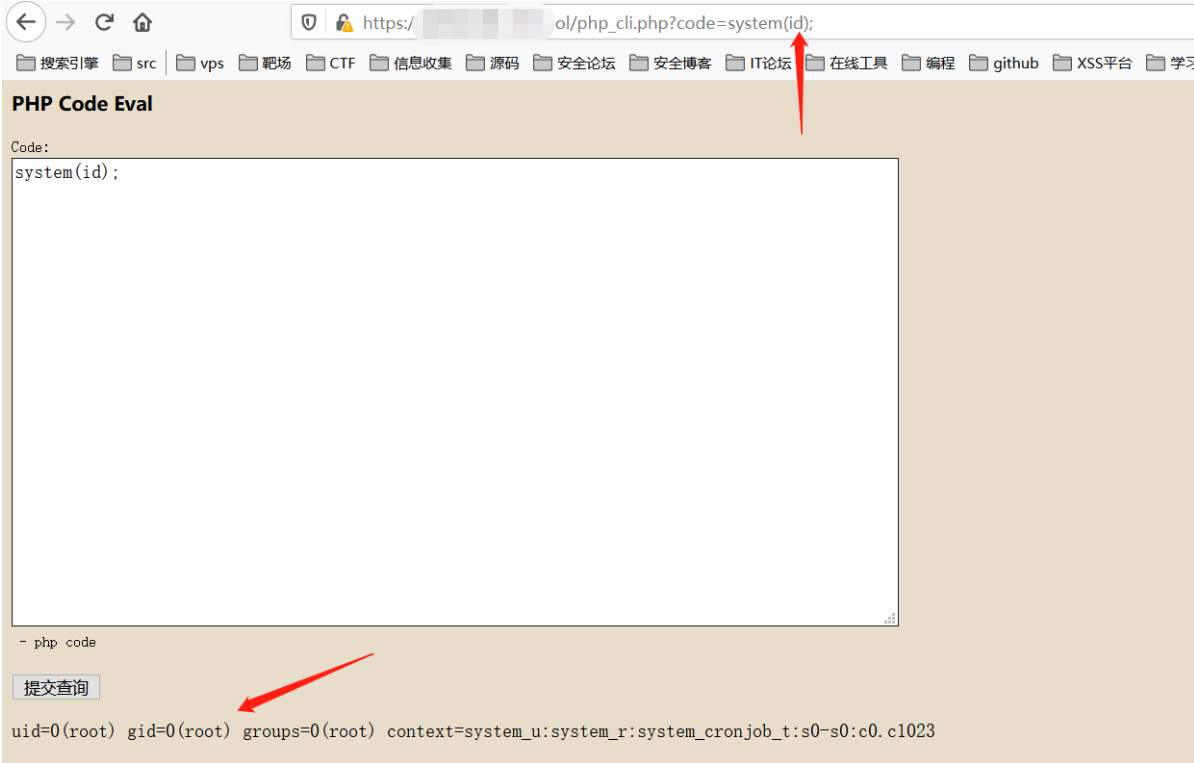 https:/ol/php_cli.php?code=system(id);
搜索引擎 src vps 靶场 CTF 信息收集 源码 安全论坛 安全博客 IT论坛 在线工具 编程 github XSS平台 学习
PHP Code Eval
Code:
system(id);
- php code
提交查询
uid=0(root) gid=0(root) groups=0(root) context=system_u:system_r:system_cronjob_t:s0-s0:c0.c1023